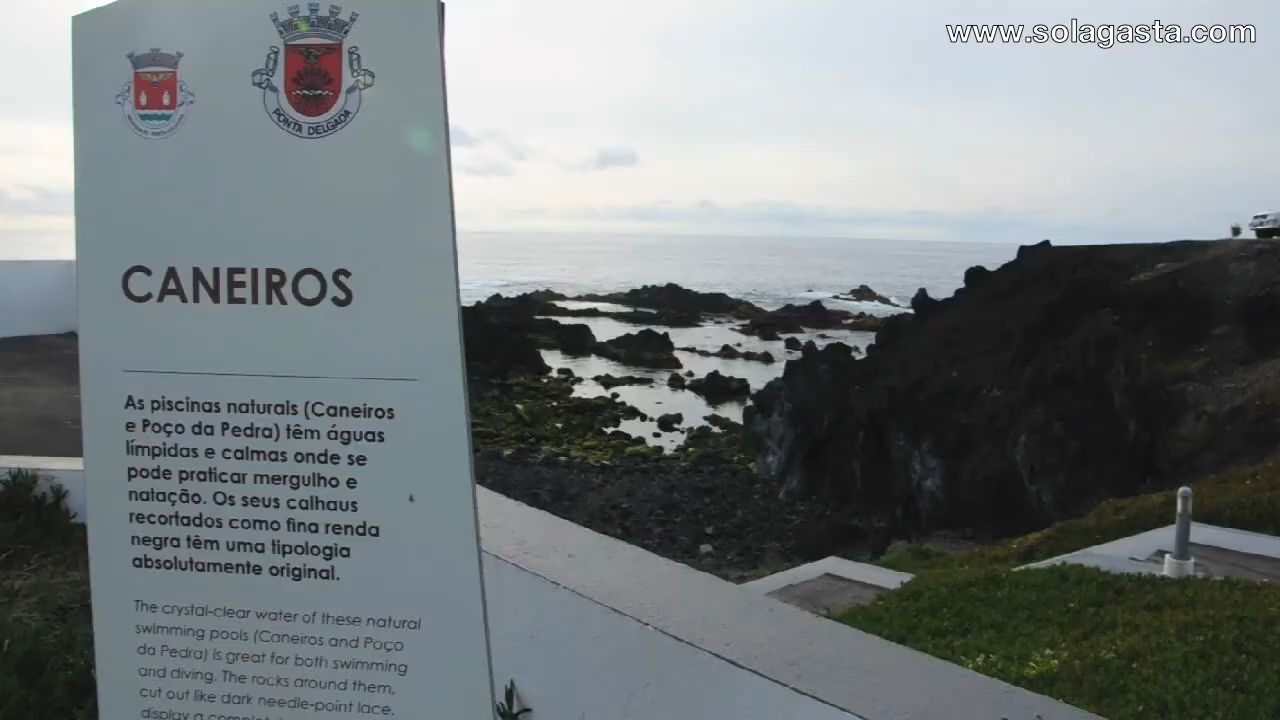 www.solagasta.com
PONTA DELGADA
CANEIROS
As piscinas naturais (Caneiros
e Poço da Pedra) têm águas
límpidas e calmas onde se
pode praticar mergulho e
natação. Os seus calhaus
recortados como fina renda
negra têm uma tipologia
absolutamente original.
The crystal-clear water of these natural
swimming pools (Caneiros and Poço
da Pedra) is great for both swimming
and diving. The rocks around them,
cut out like dark needle-point lace,
display a